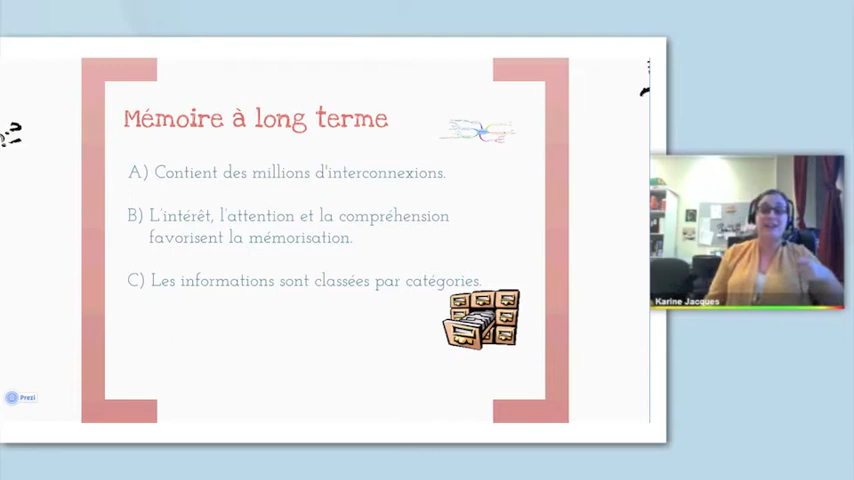 Mémoire à long terme
A) Contient des millions d'interconnexions.
B) L'intérêt, l'attention et la compréhension
favorisent la mémorisation.
C) Les informations sont classées par catégories.
Karine Jacques
Prezi